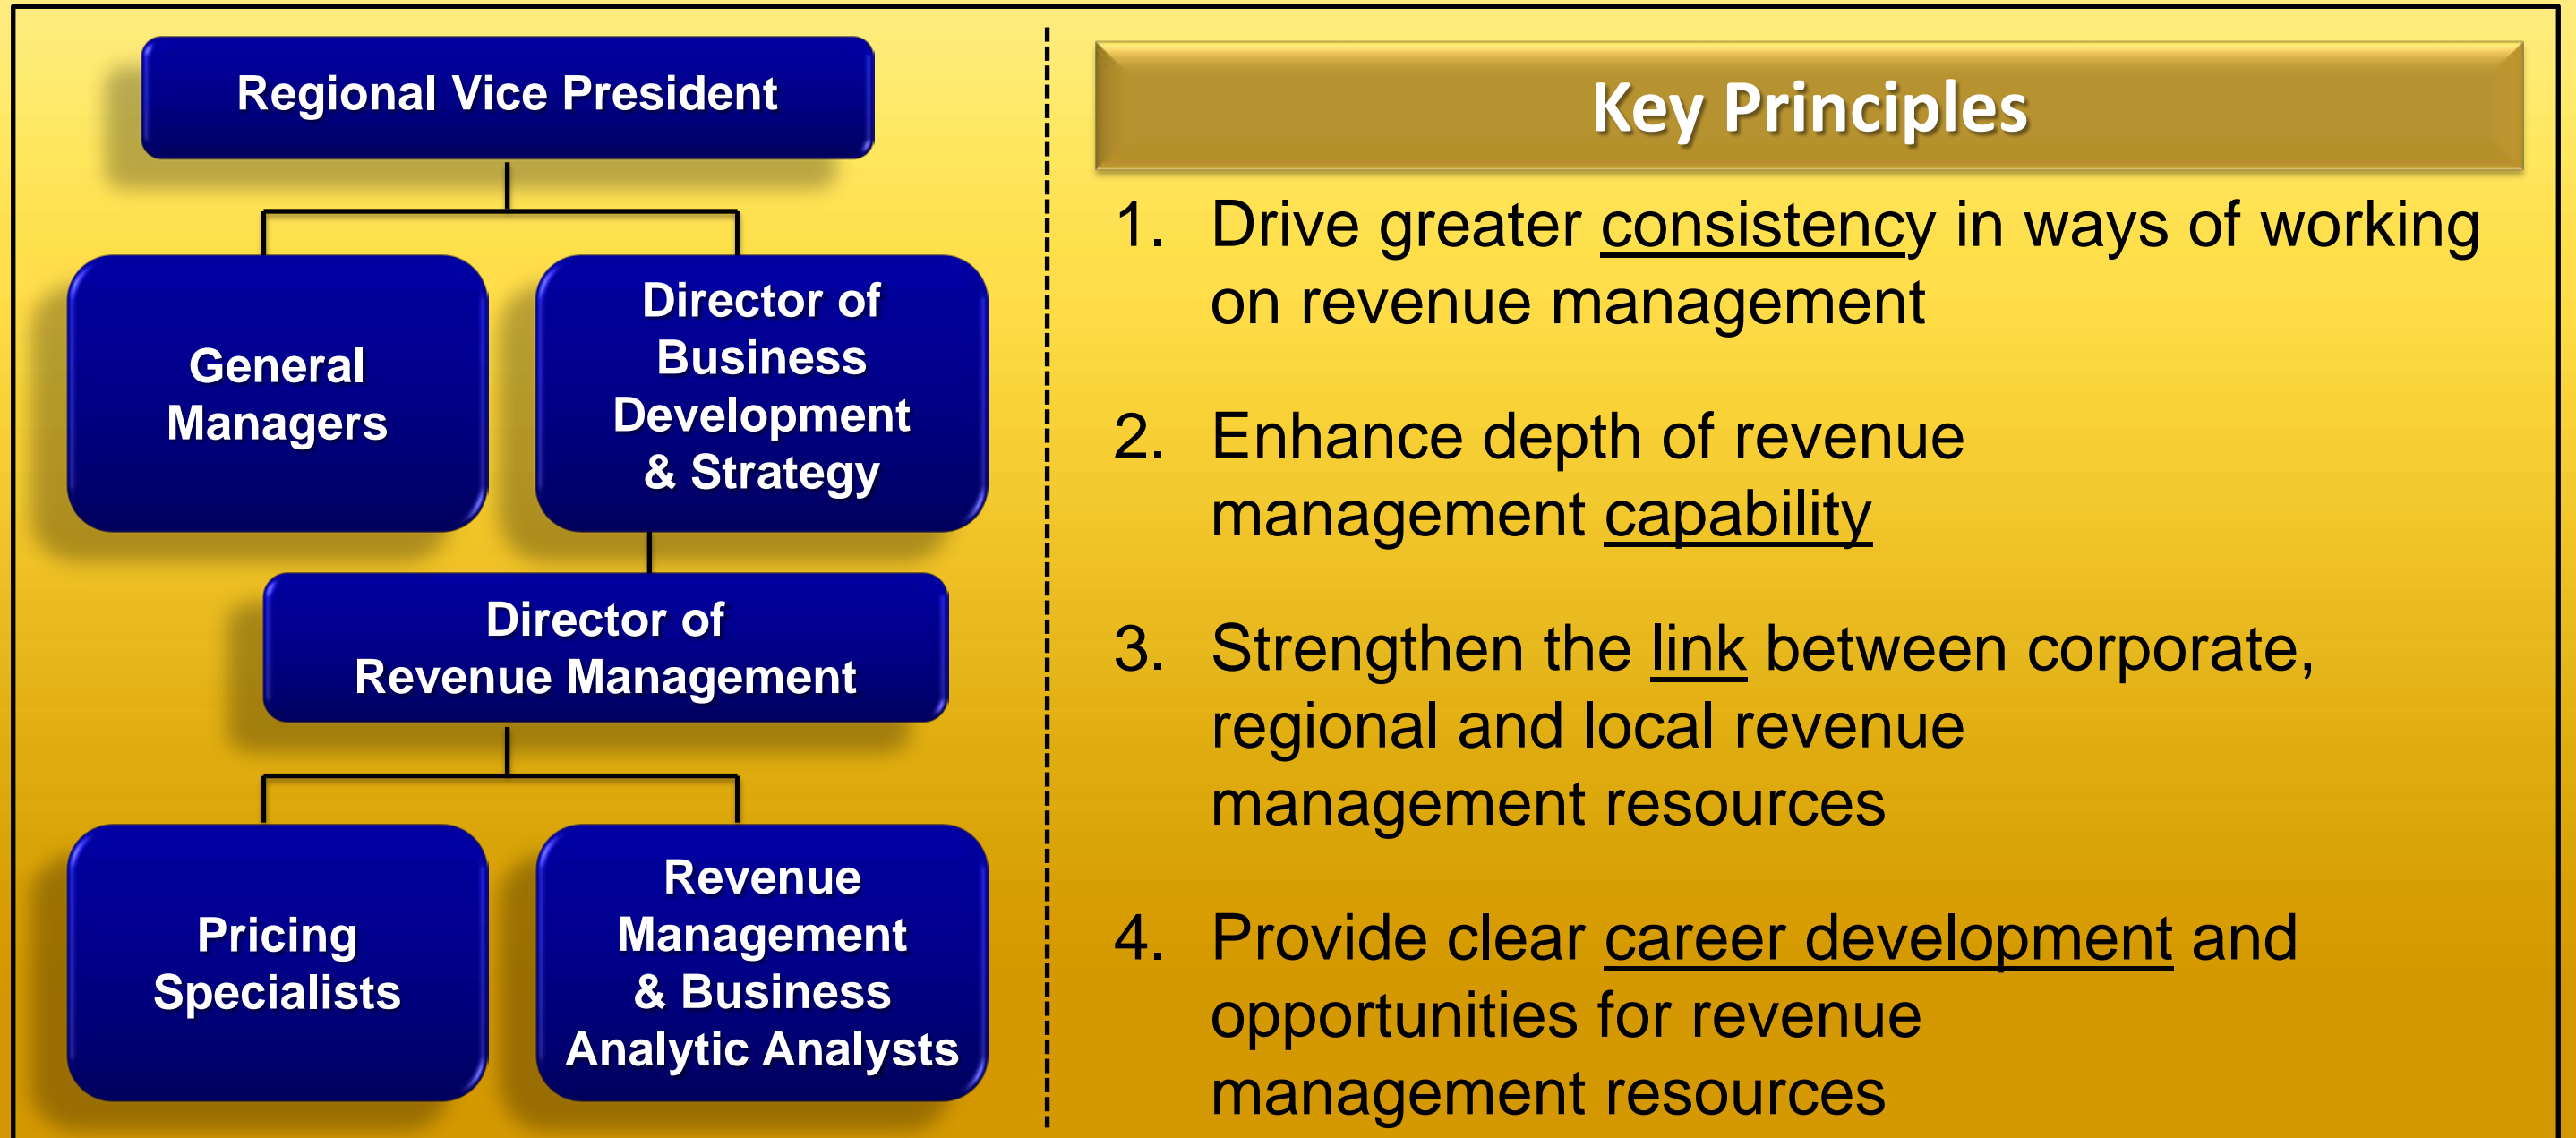 Regional Vice President
General
Managers
Director of
Business
Development
& Strategy
Director of
Revenue Management
Pricing
Specialists
Revenue
Management
& Business
Analytic Analysts
Key Principles
1. Drive greater consistency in ways of working
on revenue management
2. Enhance depth of revenue
management capability
3. Strengthen the link between corporate,
regional and local revenue
management resources
4. Provide clear career development and
opportunities for revenue
management resources